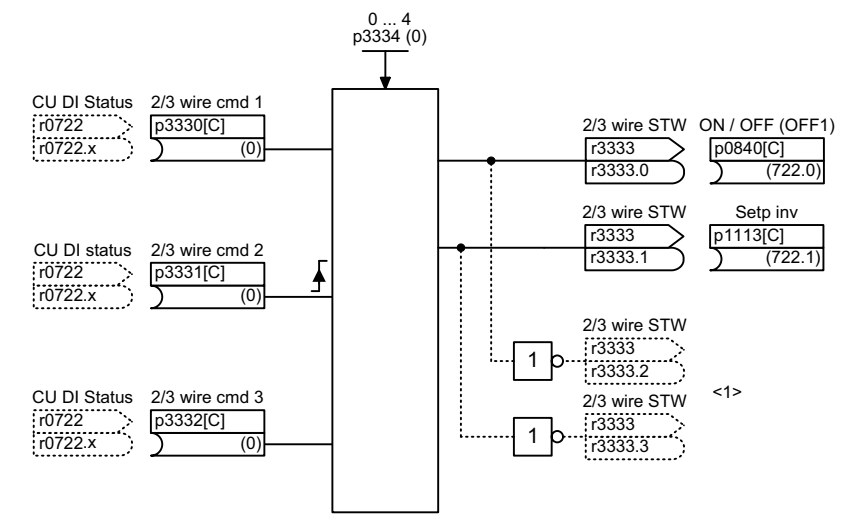 0 ... 4
p3334 (0)
CU DI Status
r0722
r0722.x
2/3 wire cmd 1
p3330[C]
(0)
CU DI status
r0722
r0722.x
2/3 wire cmd 2
p3331[C]
(0)
CU DI Status
r0722
r0722.x
2/3 wire cmd 3
p3332[C]
(0)
2/3 wire STW
r3333
r3333.0
ON / OFF (OFF1)
p0840[C]
(722.0)
2/3 wire STW
r3333
r3333.1
Setp inv
p1113[C]
(722.1)
1
2/3 wire STW
r3333
r3333.2
<1>
1
2/3 wire STW
r3333
r3333.3